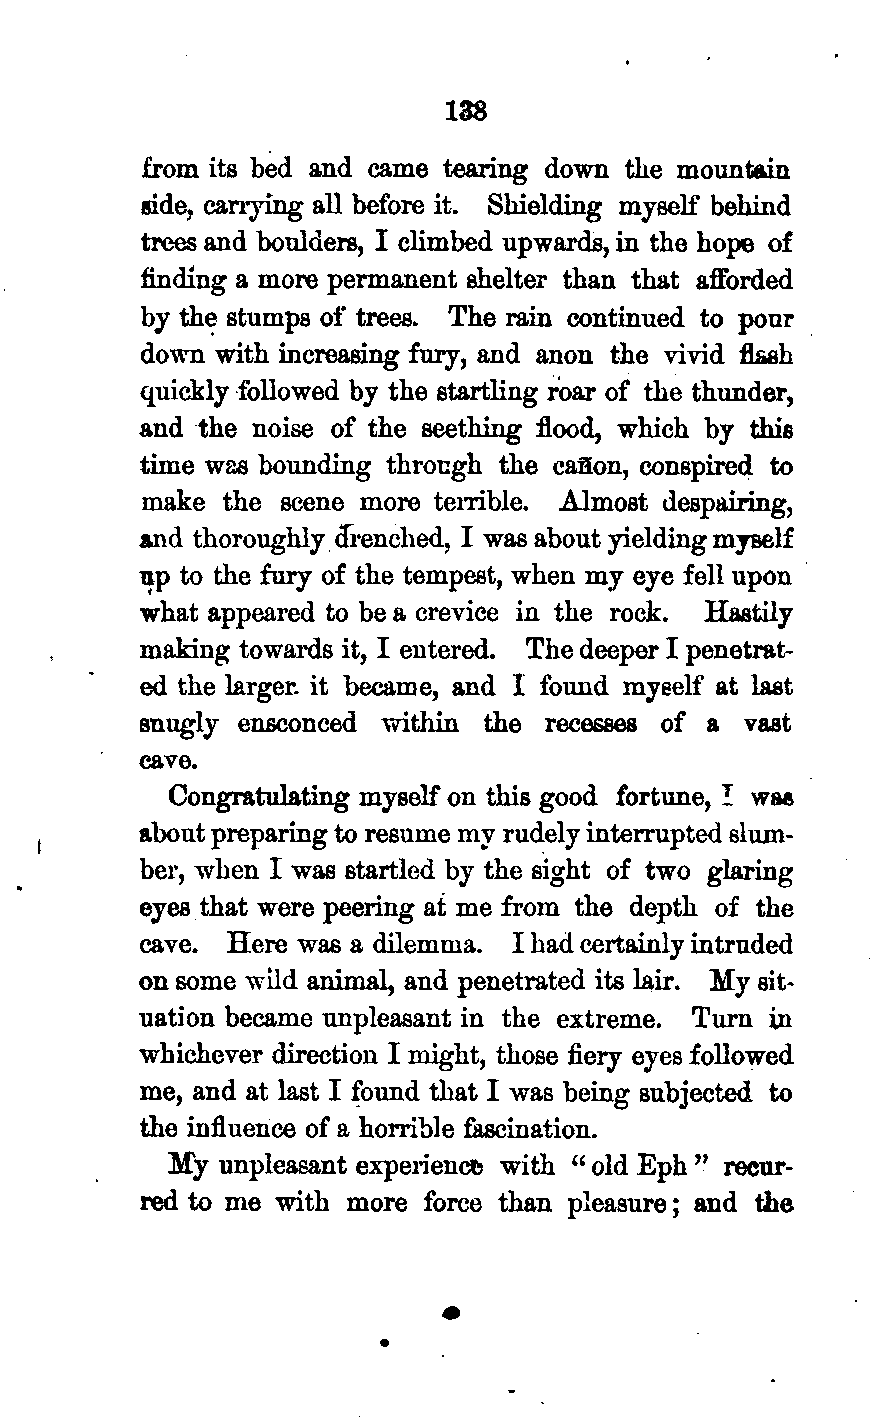 138
from its bed and came tearing down the mountain
side, carrying all before it. Shielding myself behind
trees and boulders, I climbed upwards, in the hope of
finding a more permanent shelter than that afforded
by the stumps of trees. The rain continued to pour
down with increasing fury, and anon the vivid flash
quickly followed by the startling roar of the thunder,
and the noise of the seething flood, which by this
time was bounding through the cañon, conspired to
make the scene more terrible. Almost despairing,
and thoroughly drenched, I was about yielding myself
up to the fury of the tempest, when my eye fell upon
what appeared to be a crevice in the rock. Hastily
making towards it, I entered. The deeper I penetrat-
ed the larger it became, and I found myself at last
snugly ensconced within the recesses of a vast
cave.
Congratulating myself on this good fortune, I was
about preparing to resume my rudely interrupted slum-
ber, when I was startled by the sight of two glaring
eyes that were peering at me from the depth of the
cave. Here was a dilemma. I had certainly intruded
on some wild animal, and penetrated its lair. My sit-
uation became unpleasant in the extreme. Turn in
whichever direction I might, those fiery eyes followed
me, and at last I found that I was being subjected to
the influence of a horrible fascination.
My unpleasant experience with "old Eph" recur-
red to me with more force than pleasure; and the